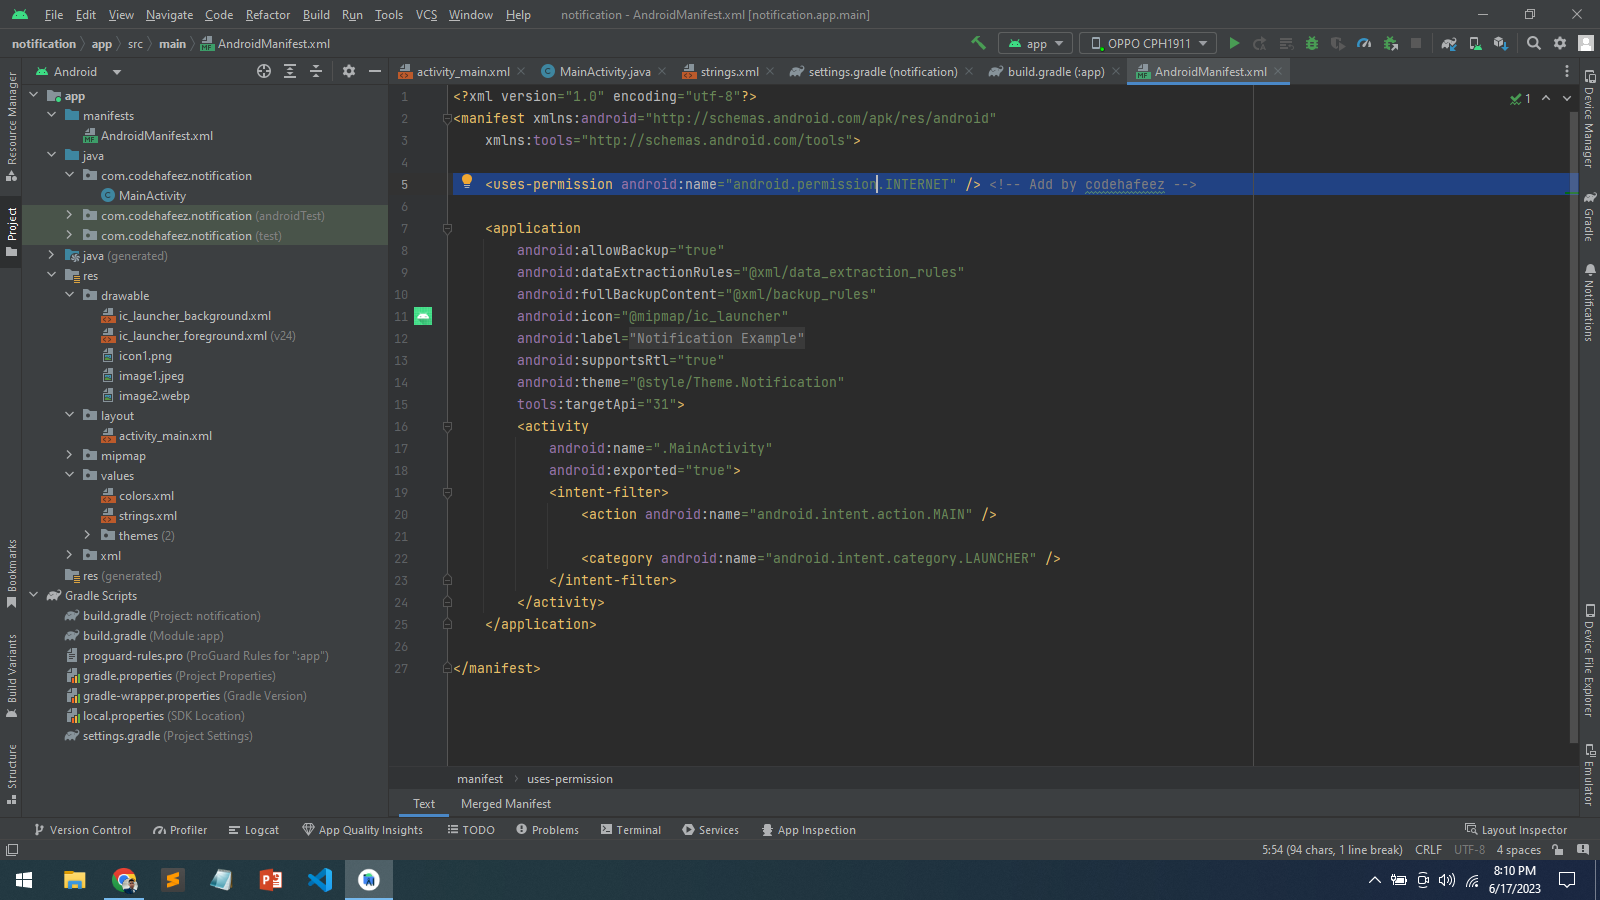 File Edit View Navigate Code Refactor Build Run Tools VCS Window Help notification - AndroidManifest.xml [notification.app.main]
notification app src main AndroidManifest.xml app OPPO CPH1911
Android activity_main.xml MainActivity.java strings.xml settings.gradle (notification) build.gradle (:app) AndroidManifest.xml
Resource Manager
Project
Bookmarks
Build Variants
Structure
app
manifests
AndroidManifest.xml
java
com.codehafeez.notification
MainActivity
com.codehafeez.notification (androidTest)
com.codehafeez.notification (test)
java (generated)
res
drawable
ic_launcher_background.xml
ic_launcher_foreground.xml (v24)
icon1.png
image1.jpeg
image2.webp
layout
activity_main.xml
mipmap
values
colors.xml
strings.xml
themes (2)
xml
res (generated)
Gradle Scripts
build.gradle (Project: notification)
build.gradle (Module :app)
proguard-rules.pro (ProGuard Rules for ":app")
gradle.properties (Project Properties)
gradle-wrapper.properties (Gradle Version)
local.properties (SDK Location)
settings.gradle (Project Settings)
1 <?xml version="1.0" encoding="utf-8"?> 1
2 <manifest xmlns:android="http://schemas.android.com/apk/res/android"
3 xmlns:tools="http://schemas.android.com/tools">
4
5 <uses-permission android:name="android.permission.INTERNET" /> <!-- Add by codehafeez -->
6
7 <application
8 android:allowBackup="true"
9 android:dataExtractionRules="@xml/data_extraction_rules"
10 android:fullBackupContent="@xml/backup_rules"
11 android:icon="@mipmap/ic_launcher"
12 android:label="Notification Example"
13 android:supportsRtl="true"
14 android:theme="@style/Theme.Notification"
15 tools:targetApi="31">
16 <activity
17 android:name=".MainActivity"
18 android:exported="true">
19 <intent-filter>
20 <action android:name="android.intent.action.MAIN" />
21
22 <category android:name="android.intent.category.LAUNCHER" />
23 </intent-filter>
24 </activity>
25 </application>
26
27 </manifest>
Device Manager
Gradle
Notifications
Device File Explorer
Emulator
manifest uses-permission
Text Merged Manifest
Version Control Profiler Logcat App Quality Insights TODO Problems Terminal Services App Inspection Layout Inspector
5:54 (94 chars, 1 line break) CRLF UTF-8 4 spaces
8:10 PM
6/17/2023